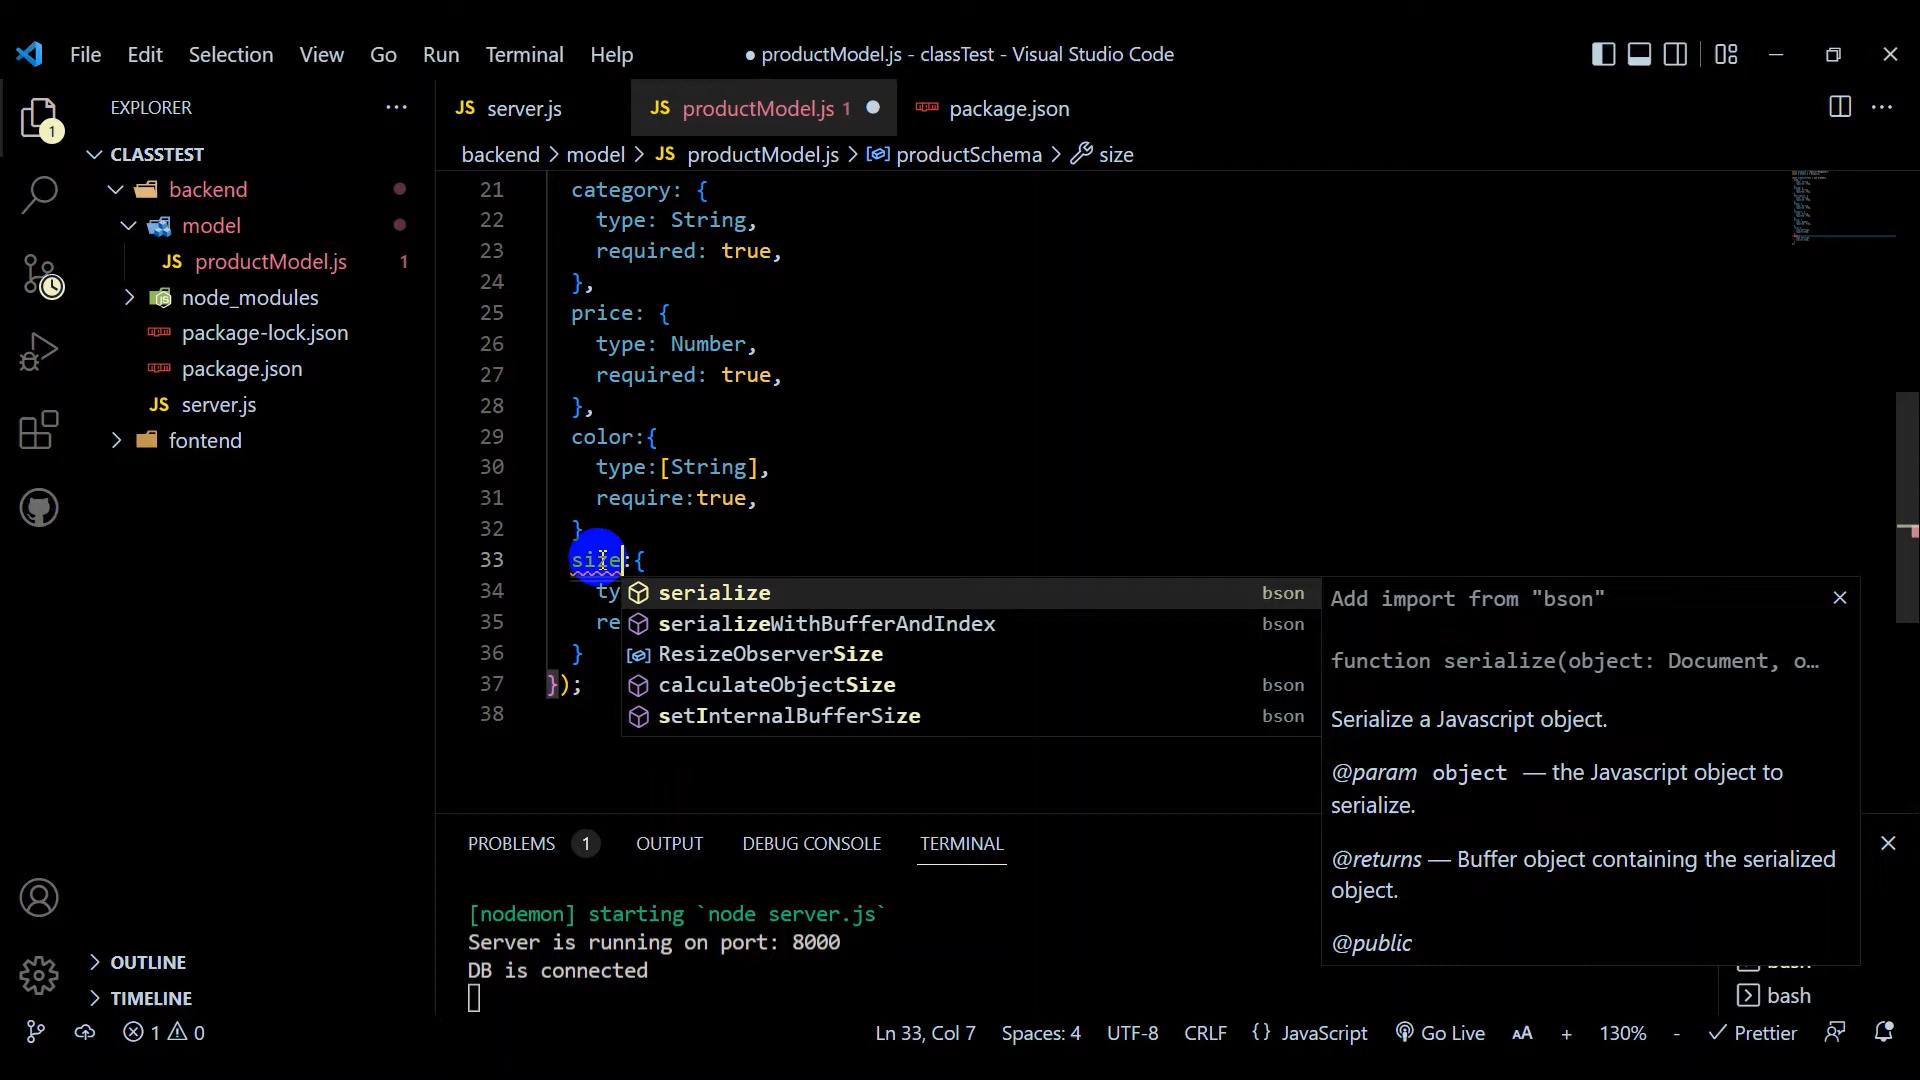 File Edit Selection View Go Run Terminal Help
● productModel.js - classTest - Visual Studio Code
EXPLORER
1
CLASSTEST
backend
model
JS productModel.js 1
node_modules
package-lock.json
package.json
JS server.js
fontend
OUTLINE
TIMELINE
JS server.js
JS productModel.js 1
package.json
backend > model > JS productModel.js > productSchema > size
21 category: {
22 type: String,
23 required: true,
24 },
25 price: {
26 type: Number,
27 required: true,
28 },
29 color:{
30 type:[String],
31 require:true,
32 }
33 size:{
34 ty
35 re
36 }
37 });
38
serialize bson
serializeWithBufferAndIndex bson
ResizeObserverSize
calculateObjectSize bson
setInternalBufferSize bson
Add import from "bson"
function serialize(object: Document, o…
Serialize a Javascript object.
@param object — the Javascript object to
serialize.
@returns — Buffer object containing the serialized
object.
@public
PROBLEMS 1 OUTPUT DEBUG CONSOLE TERMINAL
[nodemon] starting `node server.js`
Server is running on port: 8000
DB is connected
bash
1 0
Ln 33, Col 7 Spaces: 4 UTF-8 CRLF {} JavaScript Go Live AA + 130% - Prettier